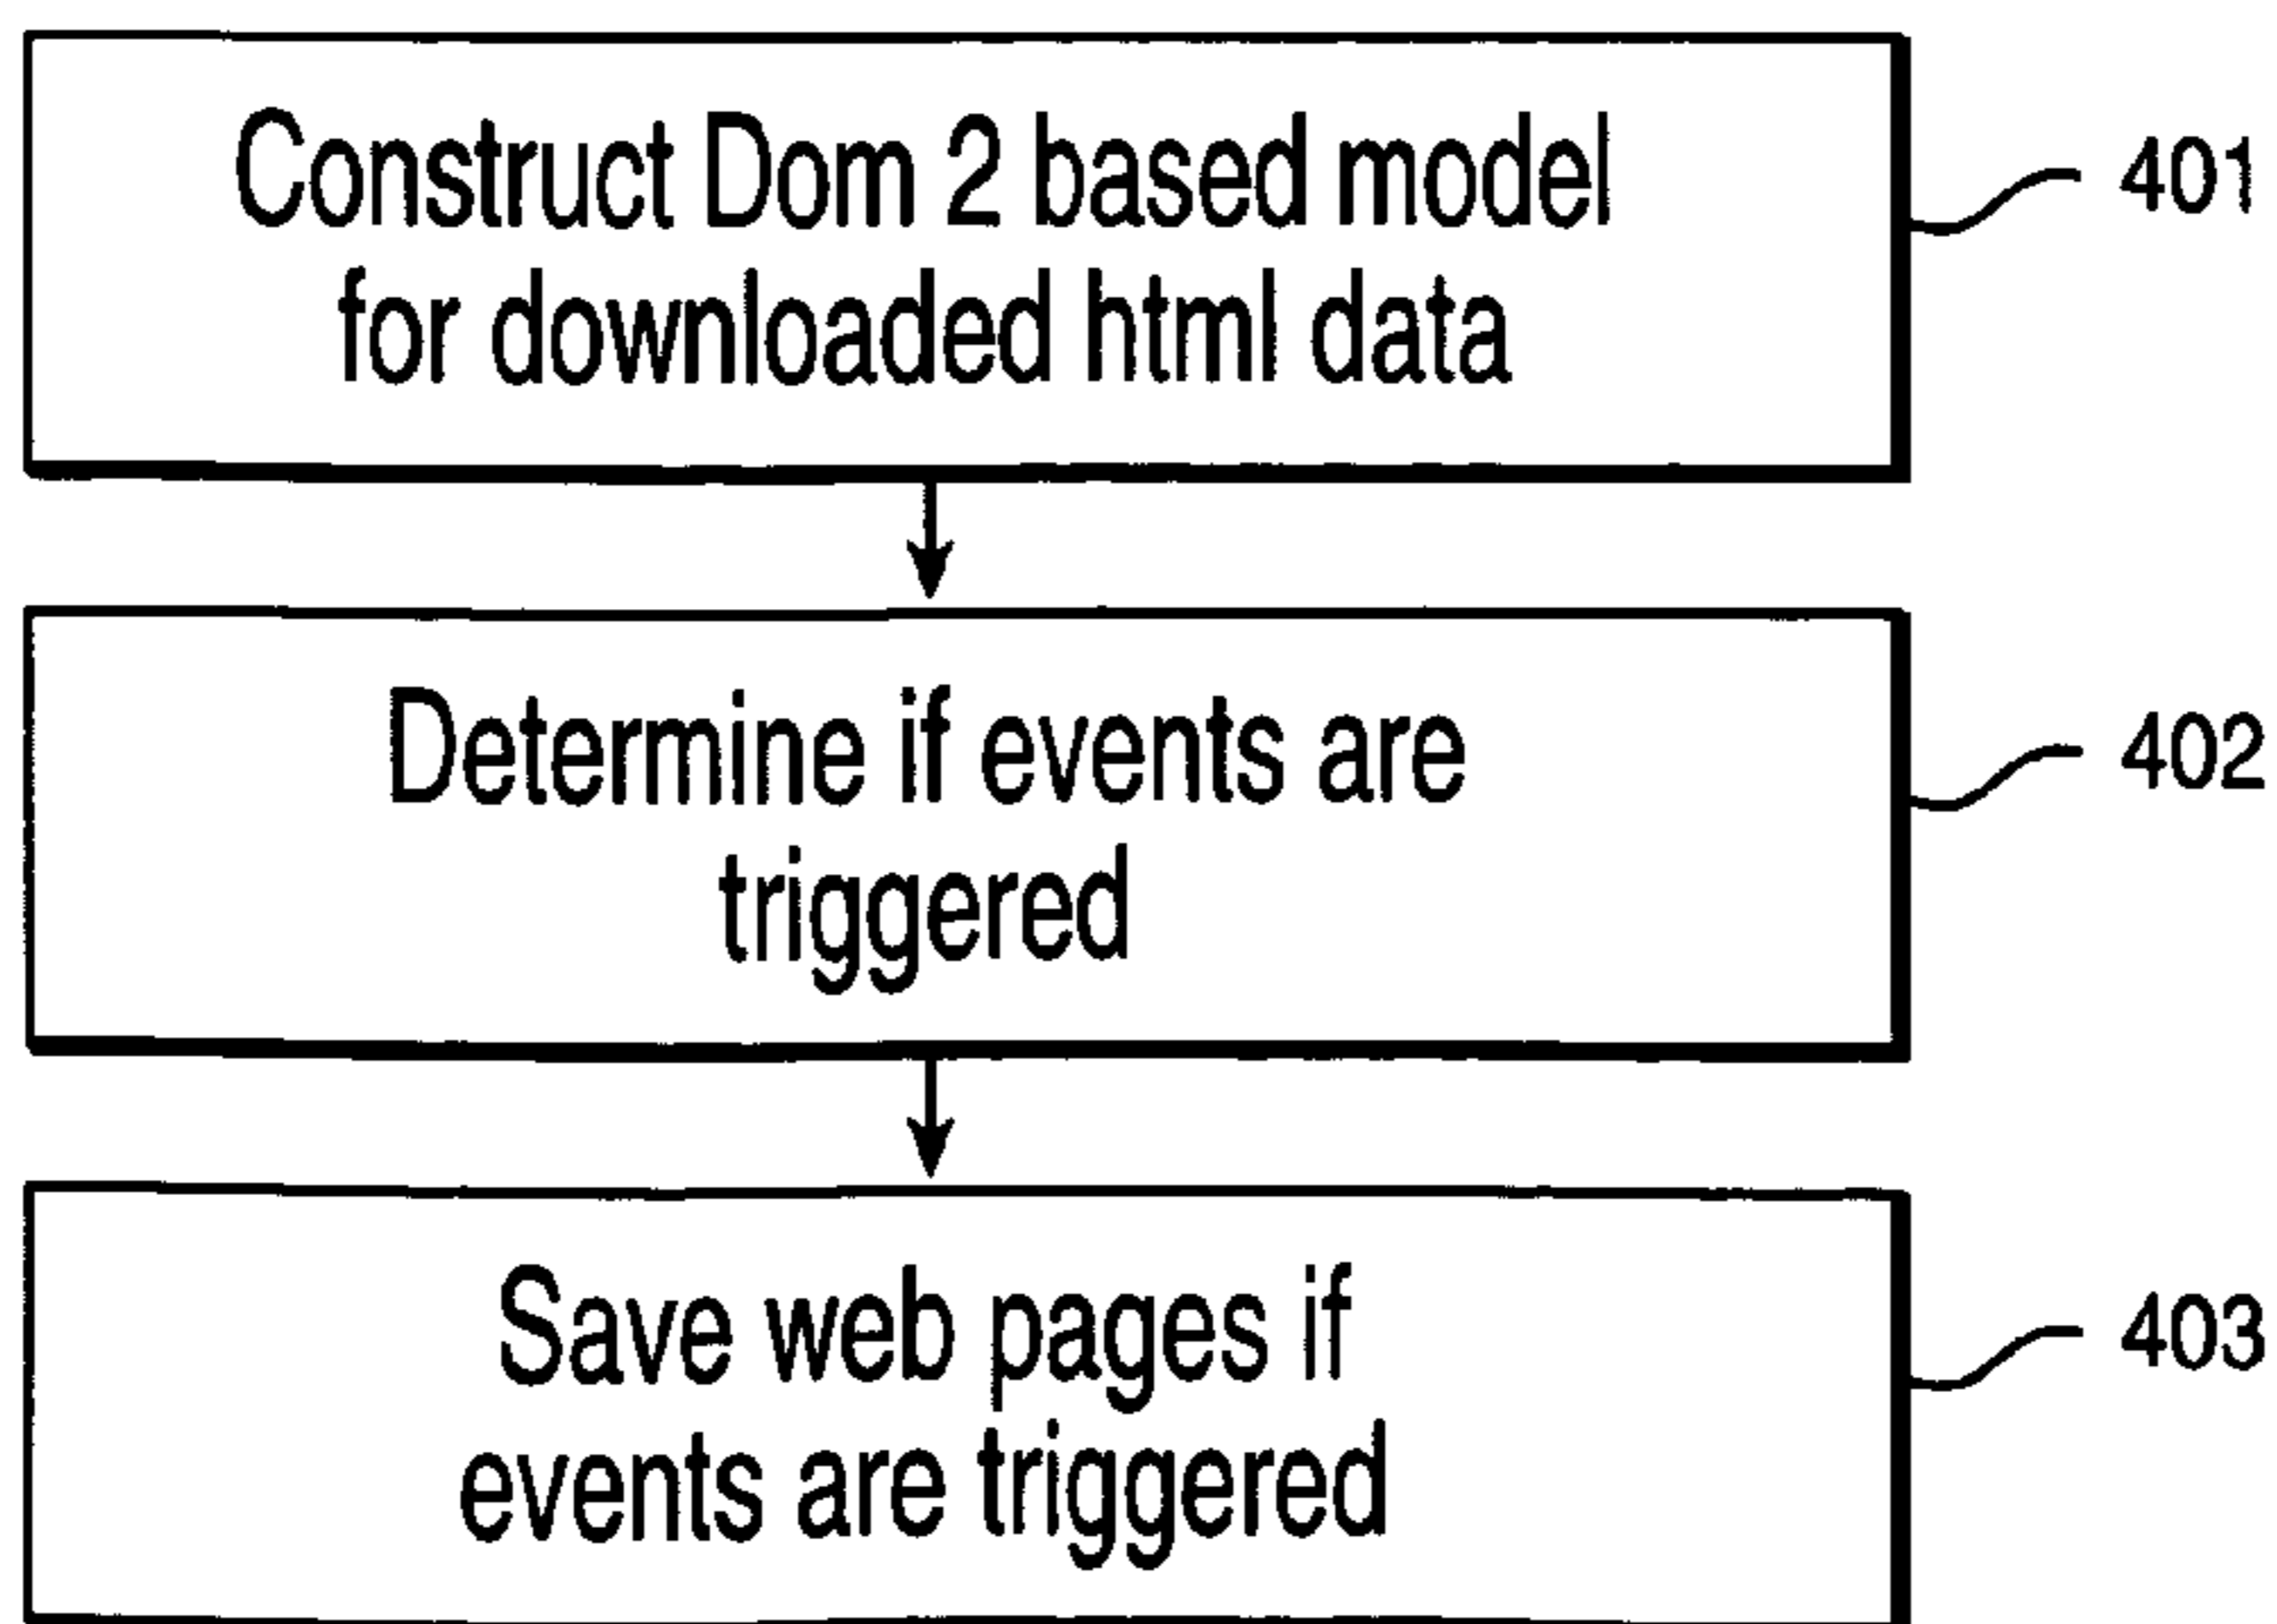 Construct Dom 2 based model
for downloaded html data
401
Determine if events are
triggered
402
Save web pages if
events are triggered
403